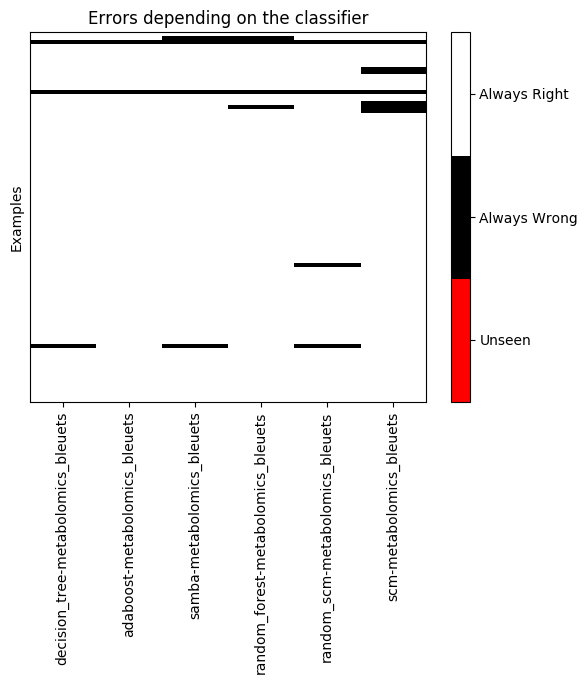 Errors depending on the classifier
Examples
Always Right
Always Wrong
Unseen
decision_tree-metabolomics_bleuets
adaboost-metabolomics_bleuets
samba-metabolomics_bleuets
random_forest-metabolomics_bleuets
random_scm-metabolomics_bleuets
scm-metabolomics_bleuets